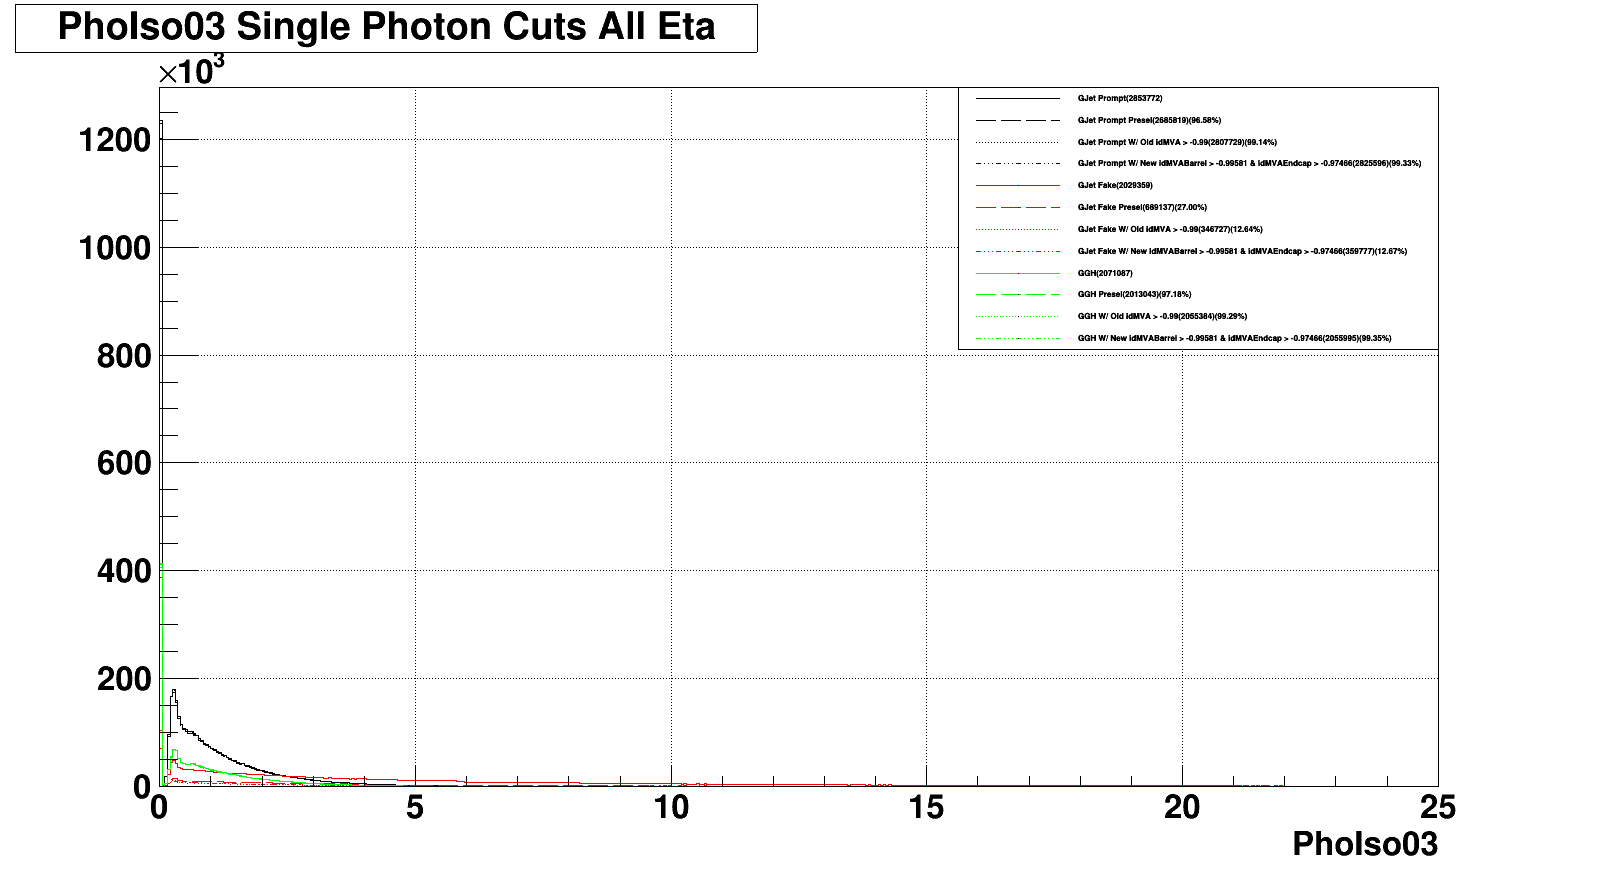 PhoIso03 Single Photon Cuts All Eta
×10³
1200
1000
800
600
400
200
0
GJet Prompt(2853772)
GJet Prompt Presel(2685819)(96.58%)
GJet Prompt W/ Old idMVA > -0.99(2807729)(99.14%)
GJet Prompt W/ New idMVABarrel > -0.99581 & idMVAEndcap > -0.97466(2825596)(99.33%)
GJet Fake(2029359)
GJet Fake Presel(689137)(27.00%)
GJet Fake W/ Old idMVA > -0.99(346727)(12.64%)
GJet Fake W/ New idMVABarrel > -0.99581 & idMVAEndcap > -0.97466(359777)(12.67%)
GGH(2071087)
GGH Presel(2013043)(97.18%)
GGH W/ Old idMVA > -0.99(2055384)(99.29%)
GGH W/ New idMVABarrel > -0.99581 & idMVAEndcap > -0.97466(2055995)(99.35%)
0 5 10 15 20 25
PhoIso03